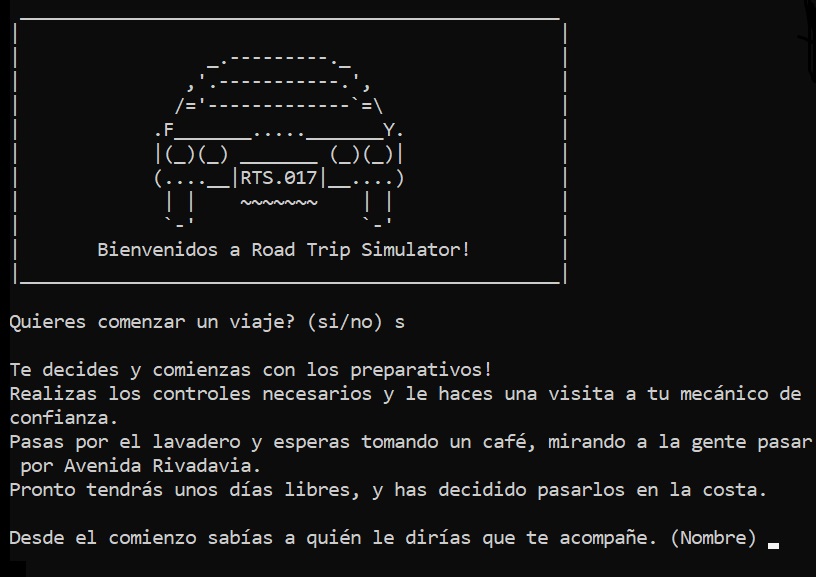 RTS.017
Bienvenidos a Road Trip Simulator!
Quieres comenzar un viaje? (si/no) s
Te decides y comienzas con los preparativos!
Realizas los controles necesarios y le haces una visita a tu mecánico de
confianza.
Pasas por el lavadero y esperas tomando un café, mirando a la gente pasar
por Avenida Rivadavia.
Pronto tendrás unos días libres, y has decidido pasarlos en la costa.
Desde el comienzo sabías a quién le dirías que te acompañe. (Nombre)